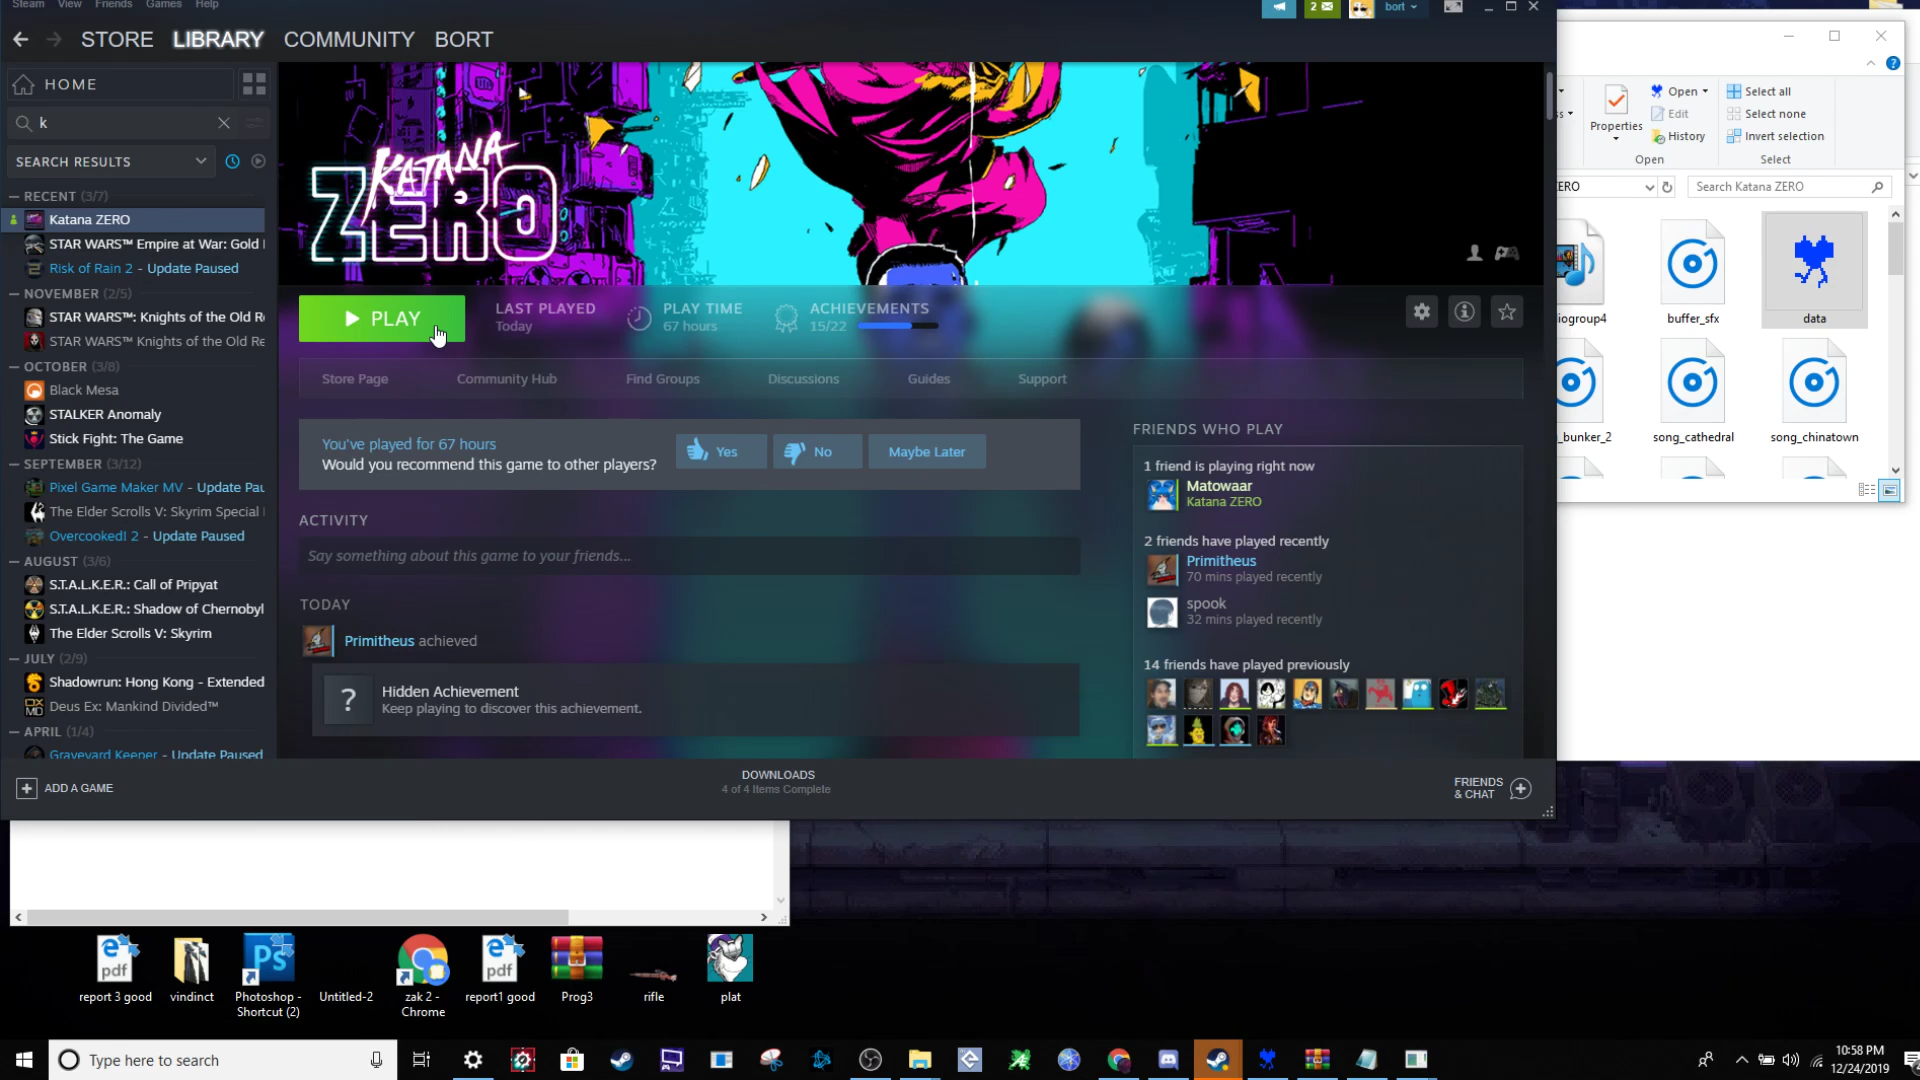 Steam View Friends Games Help
2
bort
STORE LIBRARY COMMUNITY BORT
HOME
k
SEARCH RESULTS
— RECENT (3/7)
Katana ZERO
STAR WARS™ Empire at War: Gold
Risk of Rain 2 - Update Paused
— NOVEMBER (2/5)
STAR WARS™: Knights of the Old R
STAR WARS™ Knights of the Old Re
— OCTOBER (3/8)
Black Mesa
STALKER Anomaly
Stick Fight: The Game
— SEPTEMBER (3/12)
Pixel Game Maker MV - Update Pau
The Elder Scrolls V: Skyrim Special
Overcooked! 2 - Update Paused
— AUGUST (3/6)
S.T.A.L.K.E.R.: Call of Pripyat
S.T.A.L.K.E.R.: Shadow of Chernobyl
The Elder Scrolls V: Skyrim
— JULY (2/9)
Shadowrun: Hong Kong - Extended
Deus Ex: Mankind Divided™
— APRIL (1/4)
Graveyard Keeper - Update Paused
+ ADD A GAME
KATANA
ZERO
PLAY
LAST PLAYED
Today
PLAY TIME
67 hours
ACHIEVEMENTS
15/22
Store Page Community Hub Find Groups Discussions Guides Support
You've played for 67 hours
Would you recommend this game to other players?
Yes No Maybe Later
ACTIVITY
Say something about this game to your friends...
TODAY
Primitheus achieved
?
Hidden Achievement
Keep playing to discover this achievement.
FRIENDS WHO PLAY
1 friend is playing right now
Matowaar
Katana ZERO
2 friends have played recently
Primitheus
70 mins played recently
spook
32 mins played recently
14 friends have played previously
DOWNLOADS
4 of 4 Items Complete
FRIENDS
& CHAT
Properties
Open
Edit
History
Open
Select all
Select none
Invert selection
Select
ERO
Search Katana ZERO
iogroup4 buffer_sfx data
_bunker_2 song_cathedral song_chinatown
pdf
report 3 good
vindinct
Ps
Photoshop -
Shortcut (2)
Untitled-2
zak 2 -
Chrome
pdf
report1 good
Prog3
rifle
plat
Type here to search
10:58 PM
12/24/2019